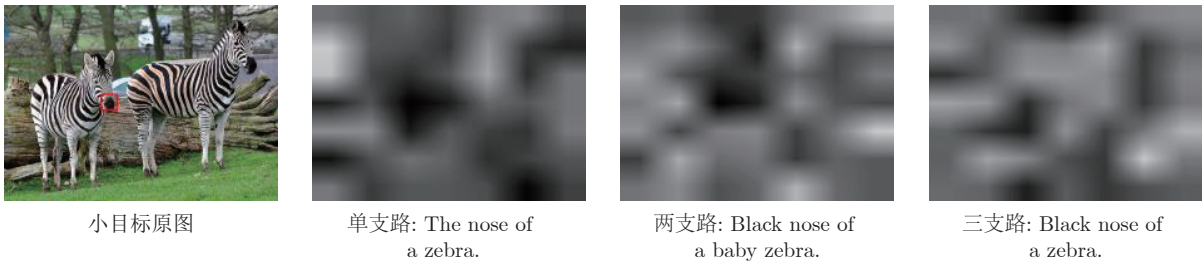 小目标原图
单支路: The nose of
a zebra.
两支路: Black nose of
a baby zebra.
三支路: Black nose of
a zebra.